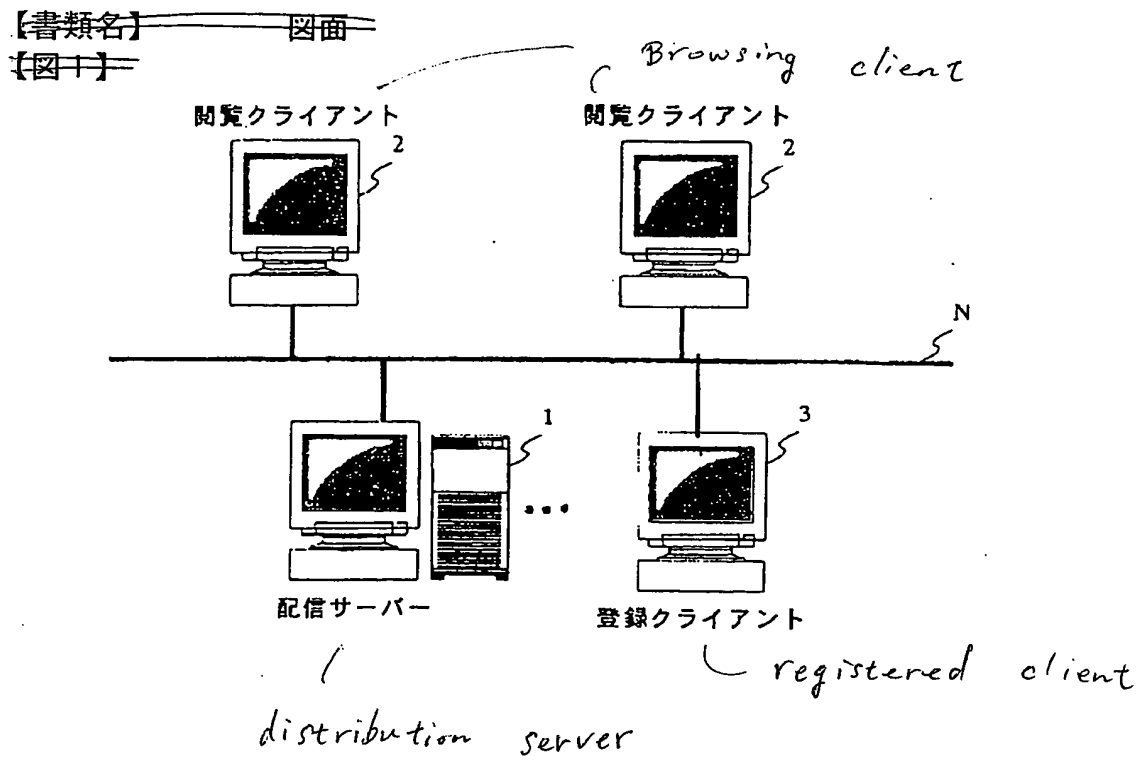 【書類名】 図面
【図1】
Browsing client
閲覧クライアント 閲覧クライアント
2 2
N
1 3
配信サーバー
登録クライアント
registered client
distribution server